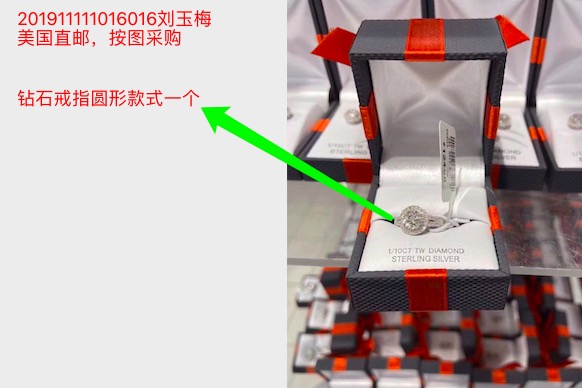 201911111016016刘玉梅
美国直邮，按图采购
钻石戒指圆形款式一个
1/10CT TW DIAMOND
STERLING SILVER